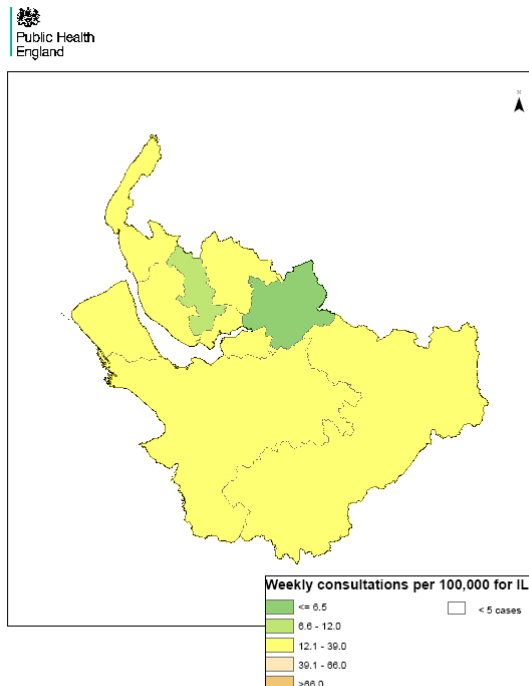 Public Health
England
Weekly consultations per 100,000 for IL
<= 6.5
< 5 cases
6.6 - 12.0
12.1 - 39.0
39.1 - 66.0
>66.0